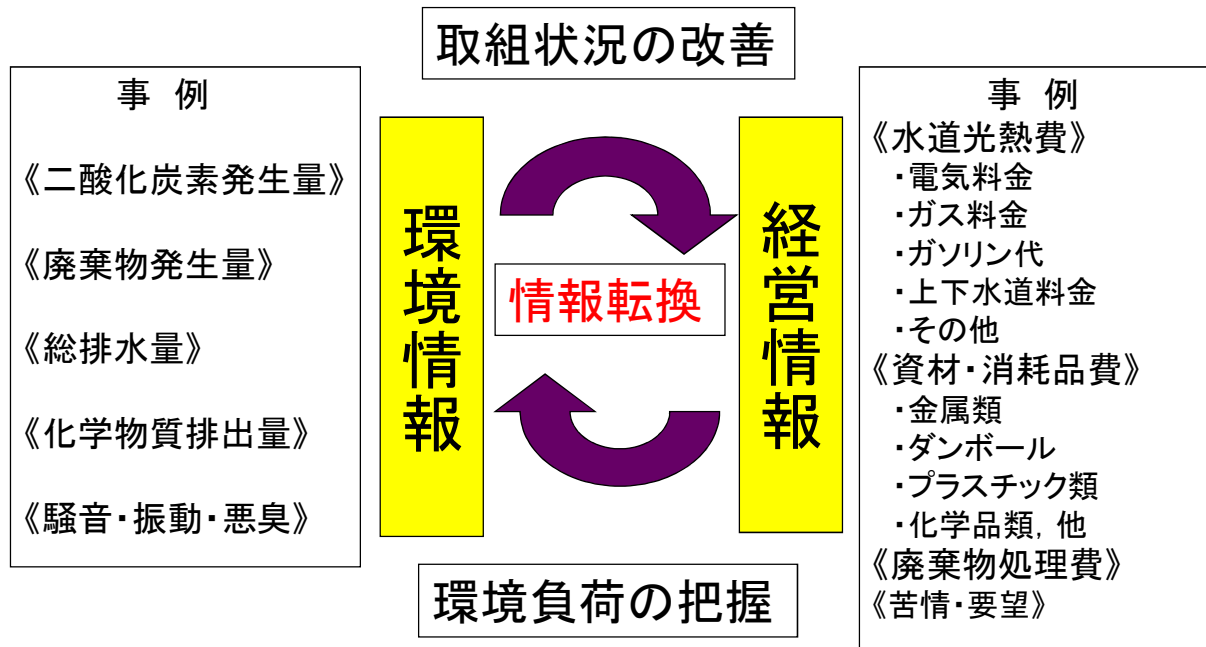 取組状況の改善
事 例
《二酸化炭素発生量》
《廃棄物発生量》
《総排水量》
《化学物質排出量》
《騒音・振動・悪臭》
環境情報
情報転換
経営情報
事 例
《水道光熱費》
・電気料金
・ガス料金
・ガソリン代
・上下水道料金
・その他
《資材・消耗品費》
・金属類
・ダンボール
・プラスチック類
・化学品類, 他
《廃棄物処理費》
《苦情・要望》
環境負荷の把握